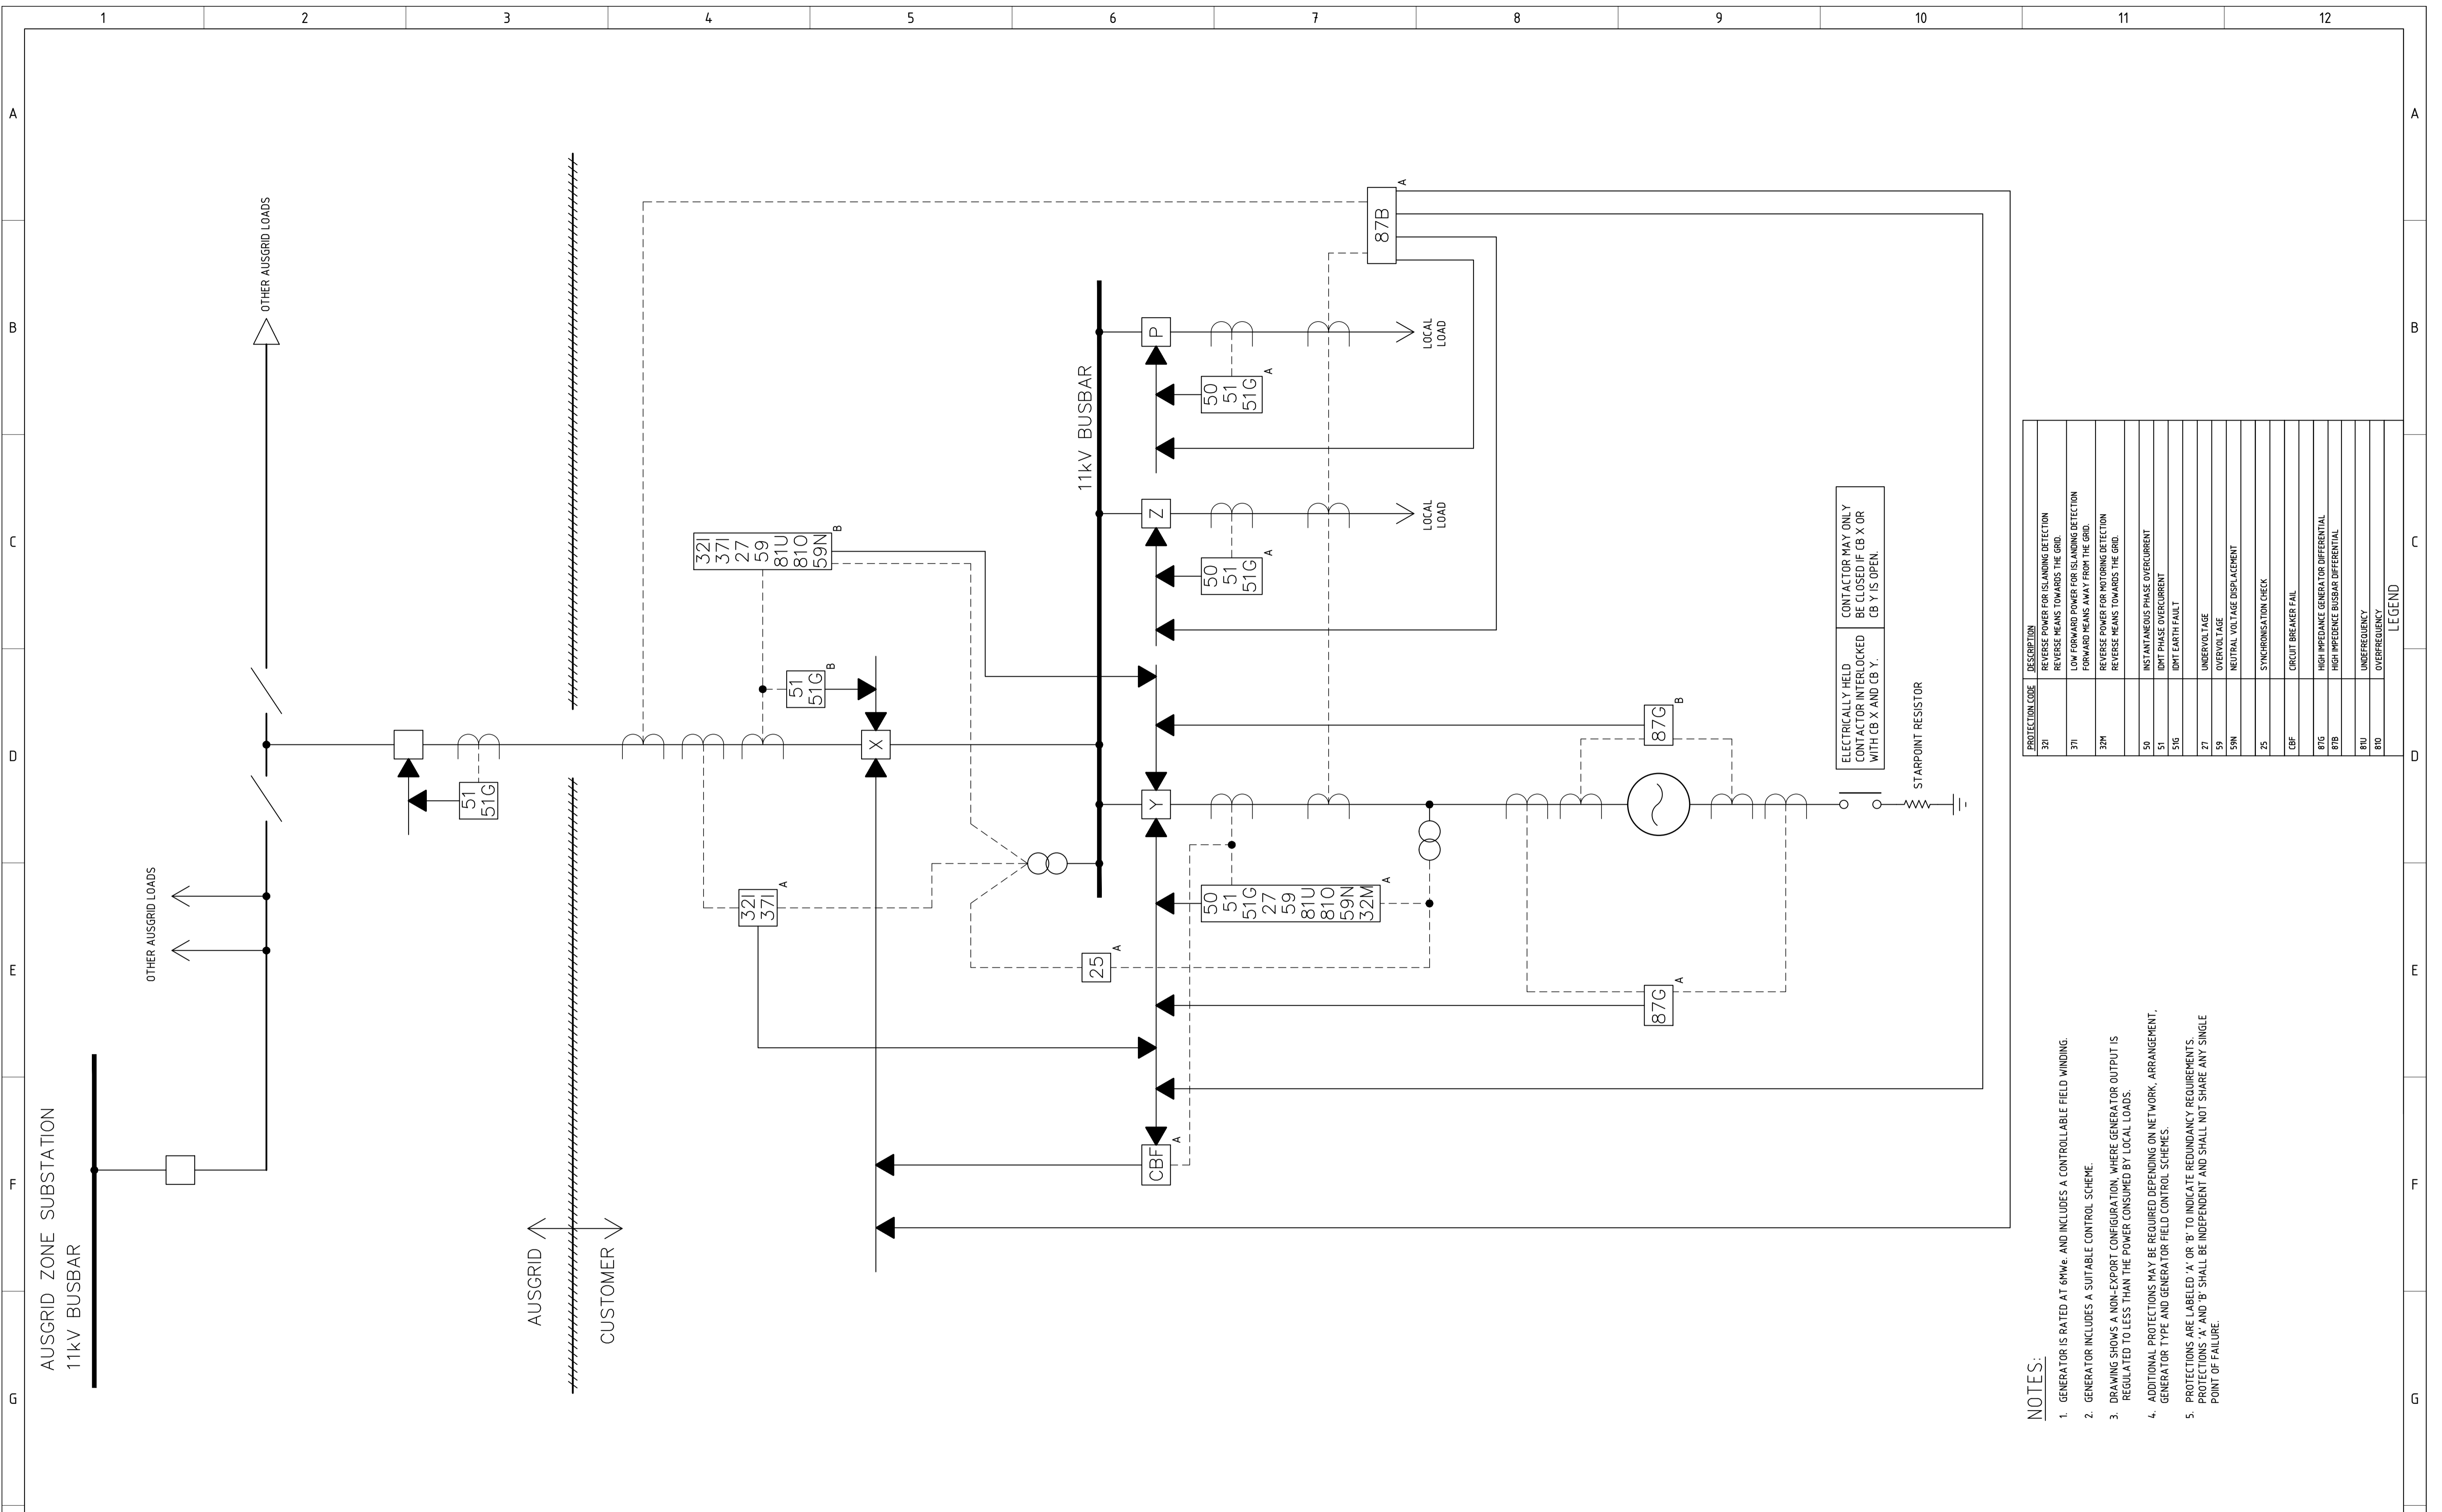 1 2 3 4 5 6 7 8 9 10 11 12
A
B
C
D
E
F
G
A
B
C
D
E
F
G
AUSGRID ZONE SUBSTATION
11kV BUSBAR
OTHER AUSGRID LOADS
OTHER AUSGRID LOADS
51
51G
AUSGRID
CUSTOMER
32I
37I
A
32I
37I
27
59
81U
81O
59N
B
51
51G
B
X
11kV BUSBAR
25
A
CBF
A
Y
Z
P
50
51
51G
27
59
81U
81O
59N
32M
A
50
51
51G
A
50
51
51G
A
LOCAL
LOAD
LOCAL
LOAD
87B
A
87G
A
87G
B
ELECTRICALLY HELD
CONTACTOR INTERLOCKED
WITH CB X AND CB Y.
CONTACTOR MAY ONLY
BE CLOSED IF CB X OR
CB Y IS OPEN.
STARPOINT RESISTOR
NOTES:
1. GENERATOR IS RATED AT 6MWe. AND INCLUDES A CONTROLLABLE FIELD WINDING.
2. GENERATOR INCLUDES A SUITABLE CONTROL SCHEME.
3. DRAWING SHOWS A NON-EXPORT CONFIGURATION, WHERE GENERATOR OUTPUT IS
REGULATED TO LESS THAN THE POWER CONSUMED BY LOCAL LOADS.
4. ADDITIONAL PROTECTIONS MAY BE REQUIRED DEPENDING ON NETWORK, ARRANGEMENT,
GENERATOR TYPE AND GENERATOR FIELD CONTROL SCHEMES.
5. PROTECTIONS ARE LABELED 'A' OR 'B' TO INDICATE REDUNDANCY REQUIREMENTS.
PROTECTIONS 'A' AND 'B' SHALL BE INDEPENDENT AND SHALL NOT SHARE ANY SINGLE
POINT OF FAILURE.
PROTECTION CODE DESCRIPTION
32I REVERSE POWER FOR ISLANDING DETECTION
REVERSE MEANS TOWARDS THE GRID.
37I LOW FORWARD POWER FOR ISLANDING DETECTION
FORWARD MEANS AWAY FROM THE GRID.
32M REVERSE POWER FOR MOTORING DETECTION
REVERSE MEANS TOWARDS THE GRID.
50 INSTANTANEOUS PHASE OVERCURRENT
51 IDMT PHASE OVERCURRENT
51G IDMT EARTH FAULT
27 UNDERVOLTAGE
59 OVERVOLTAGE
59N NEUTRAL VOLTAGE DISPLACEMENT
25 SYNCHRONISATION CHECK
CBF CIRCUIT BREAKER FAIL
87G HIGH IMPEDANCE GENERATOR DIFFERENTIAL
87B HIGH IMPEDENCE BUSBAR DIFFERENTIAL
81U UNDEFREQUENCY
81O OVERFREQUENCY
LEGEND